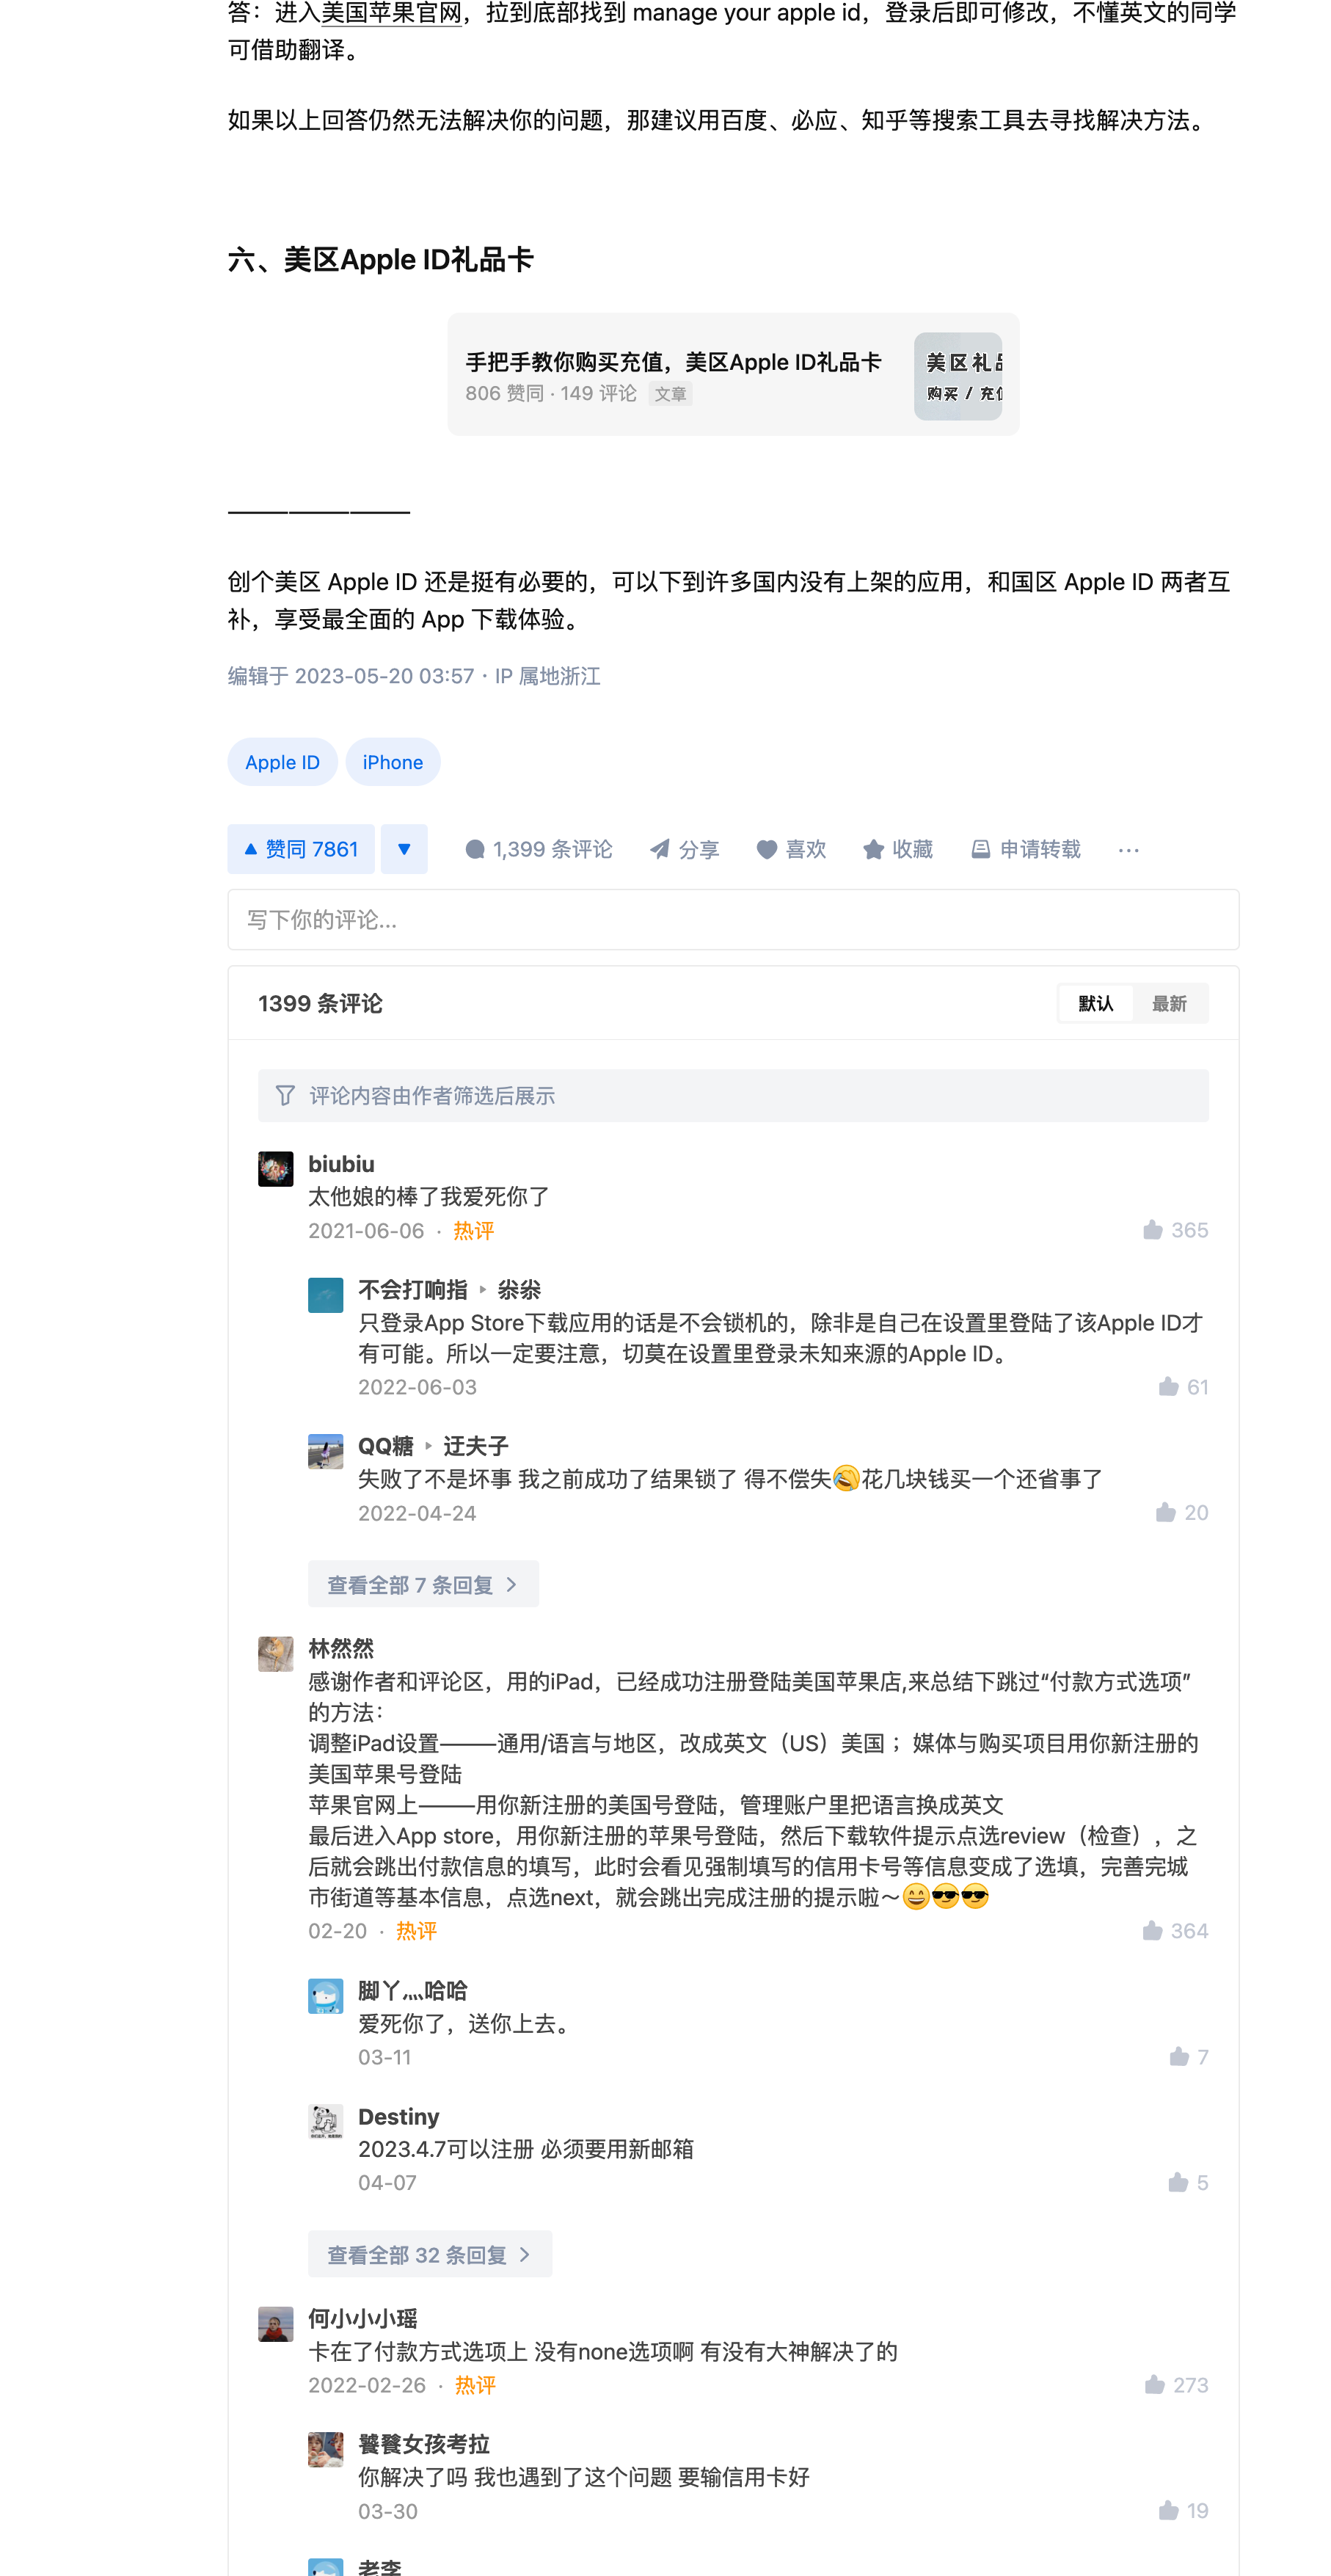 答：进入美国苹果官网，拉到底部找到 manage your apple id，登录后即可修改，不懂英文的同学
可借助翻译。
如果以上回答仍然无法解决你的问题，那建议用百度、必应、知乎等搜索工具去寻找解决方法。
六、美区Apple ID礼品卡
手把手教你购买充值，美区Apple ID礼品卡
806 赞同 · 149 评论 文章
美区礼品
购买 / 充值
——————
创个美区 Apple ID 还是挺有必要的，可以下到许多国内没有上架的应用，和国区 Apple ID 两者互
补，享受最全面的 App 下载体验。
编辑于 2023-05-20 03:57 · IP 属地浙江
Apple ID iPhone
赞同 7861 1,399 条评论 分享 喜欢 收藏 申请转载 ...
写下你的评论...
1399 条评论 默认 最新
评论内容由作者筛选后展示
biubiu
太他娘的棒了我爱死你了
2021-06-06 · 热评 365
不会打响指 ▸ 尛尛
只登录App Store下载应用的话是不会锁机的，除非是自己在设置里登陆了该Apple ID才
有可能。所以一定要注意，切莫在设置里登录未知来源的Apple ID。
2022-06-03 61
QQ糖 ▸ 迂夫子
失败了不是坏事 我之前成功了结果锁了 得不偿失🤣花几块钱买一个还省事了
2022-04-24 20
查看全部 7 条回复 >
林然然
感谢作者和评论区，用的iPad，已经成功注册登陆美国苹果店,来总结下跳过“付款方式选项”
的方法：
调整iPad设置———通用/语言与地区，改成英文（US）美国 ；媒体与购买项目用你新注册的
美国苹果号登陆
苹果官网上———用你新注册的美国号登陆，管理账户里把语言换成英文
最后进入App store，用你新注册的苹果号登陆，然后下载软件提示点选review（检查），之
后就会跳出付款信息的填写，此时会看见强制填写的信用卡号等信息变成了选填，完善完城
市街道等基本信息，点选next，就会跳出完成注册的提示啦～😄😎😎
02-20 · 热评 364
脚丫灬哈哈
爱死你了，送你上去。
03-11 7
Destiny
2023.4.7可以注册 必须要用新邮箱
04-07 5
查看全部 32 条回复 >
何小小小瑶
卡在了付款方式选项上 没有none选项啊 有没有大神解决了的
2022-02-26 · 热评 273
饕餮女孩考拉
你解决了吗 我也遇到了这个问题 要输信用卡好
03-30 19
老李